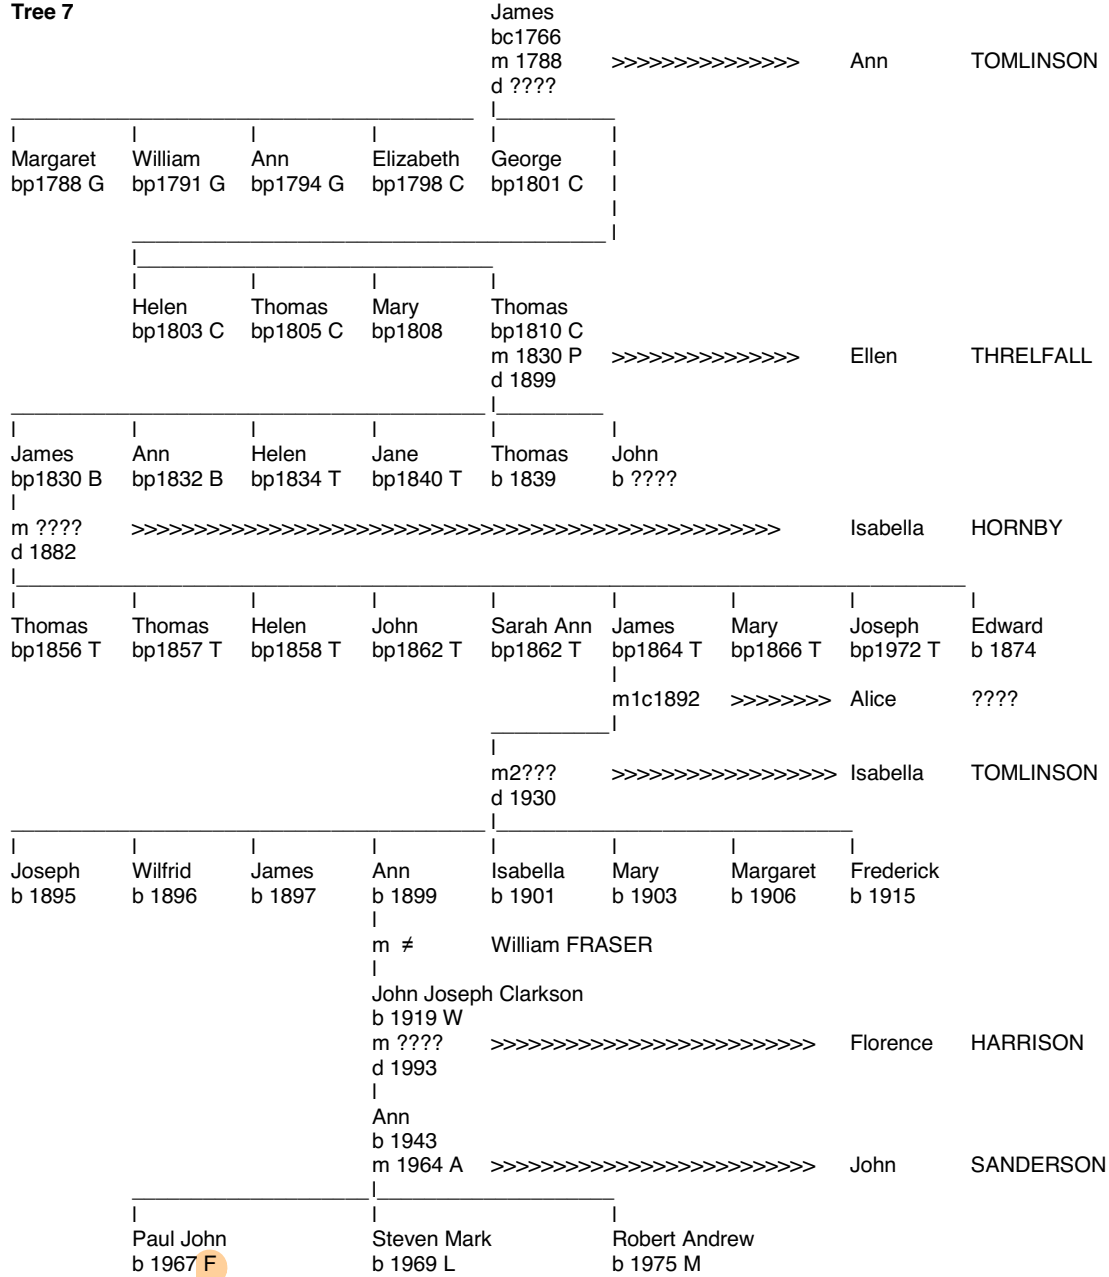 Tree 7 James
bc1766
m 1788 >>>>>>>>>>>>>>> Ann TOMLINSON
d ????
Margaret William Ann Elizabeth George
bp1788 G bp1791 G bp1794 G bp1798 C bp1801 C
Helen Thomas Mary Thomas
bp1803 C bp1805 C bp1808 bp1810 C
m 1830 P >>>>>>>>>>>>>>> Ellen THRELFALL
d 1899
James Ann Helen Jane Thomas John
bp1830 B bp1832 B bp1834 T bp1840 T b 1839 b ????
m ???? >>>>>>>>>>>>>>>>>>>>>>>>>>>>>>>>>>>>>>>>>>>>>>>>>>>> Isabella HORNBY
d 1882
Thomas Thomas Helen John Sarah Ann James Mary Joseph Edward
bp1856 T bp1857 T bp1858 T bp1862 T bp1862 T bp1864 T bp1866 T bp1972 T b 1874
m1c1892 >>>>>>>> Alice ????
m2??? >>>>>>>>>>>>>>>>>> Isabella TOMLINSON
d 1930
Joseph Wilfrid James Ann Isabella Mary Margaret Frederick
b 1895 b 1896 b 1897 b 1899 b 1901 b 1903 b 1906 b 1915
m ≠ William FRASER
John Joseph Clarkson
b 1919 W
m ???? >>>>>>>>>>>>>>>>>>>>>>>>>> Florence HARRISON
d 1993
Ann
b 1943
m 1964 A >>>>>>>>>>>>>>>>>>>>>>>>>> John SANDERSON
Paul John Steven Mark Robert Andrew
b 1967 F b 1969 L b 1975 M